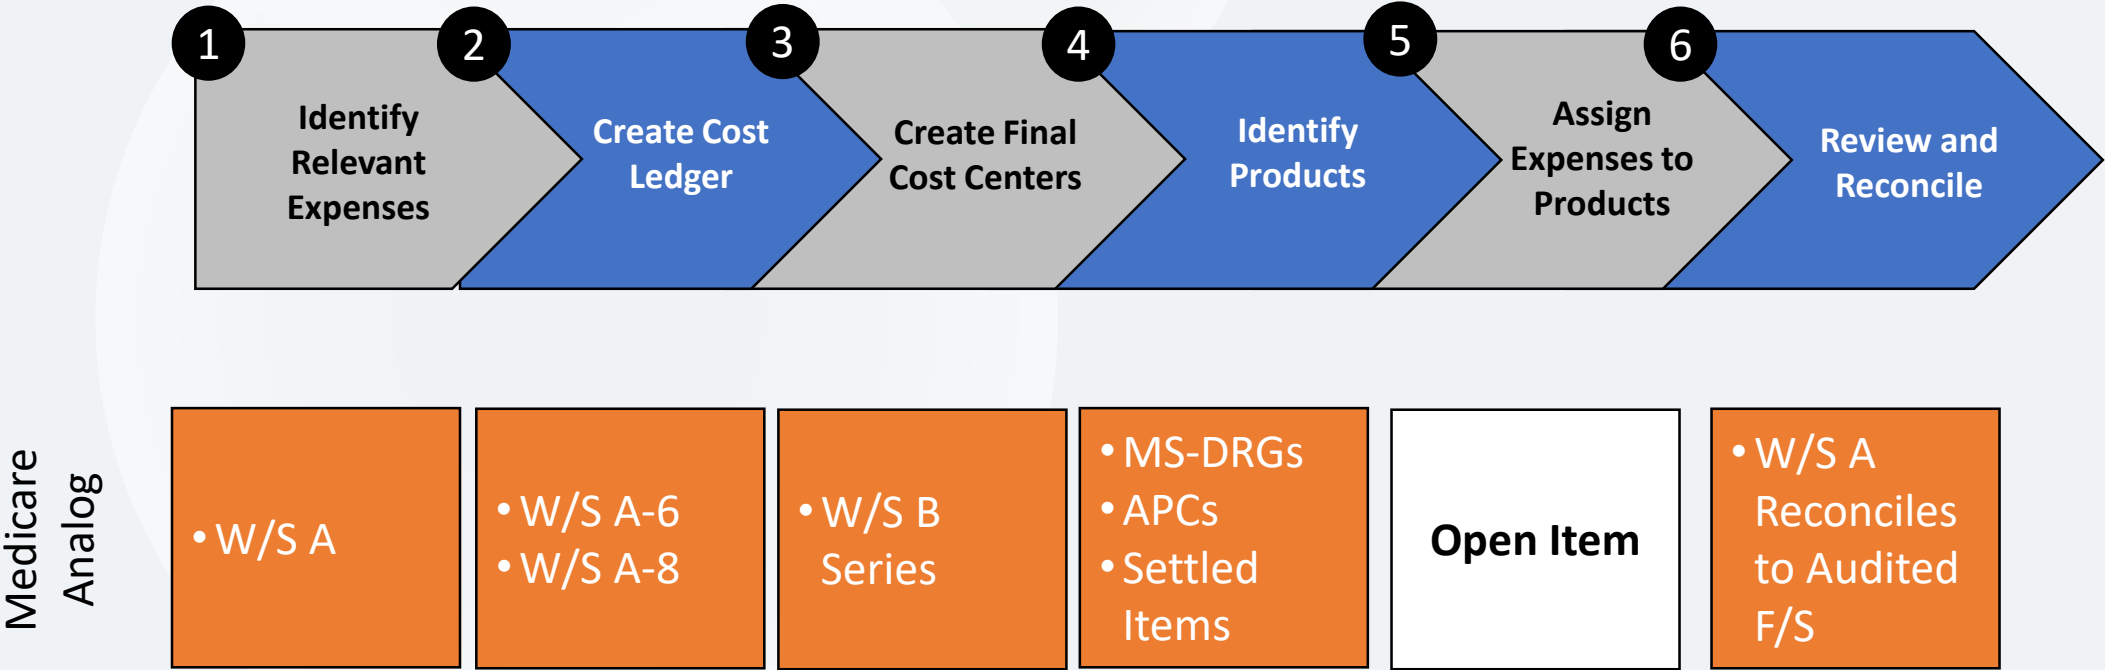 1
Identify
Relevant
Expenses
2
Create Cost
Ledger
3
Create Final
Cost Centers
4
Identify
Products
5
Assign
Expenses to
Products
6
Review and
Reconcile
Medicare
Analog
• W/S A
• W/S A-6
• W/S A-8
• W/S B
Series
• MS-DRGs
• APCs
• Settled
Items
Open Item
• W/S A
Reconciles
to Audited
F/S